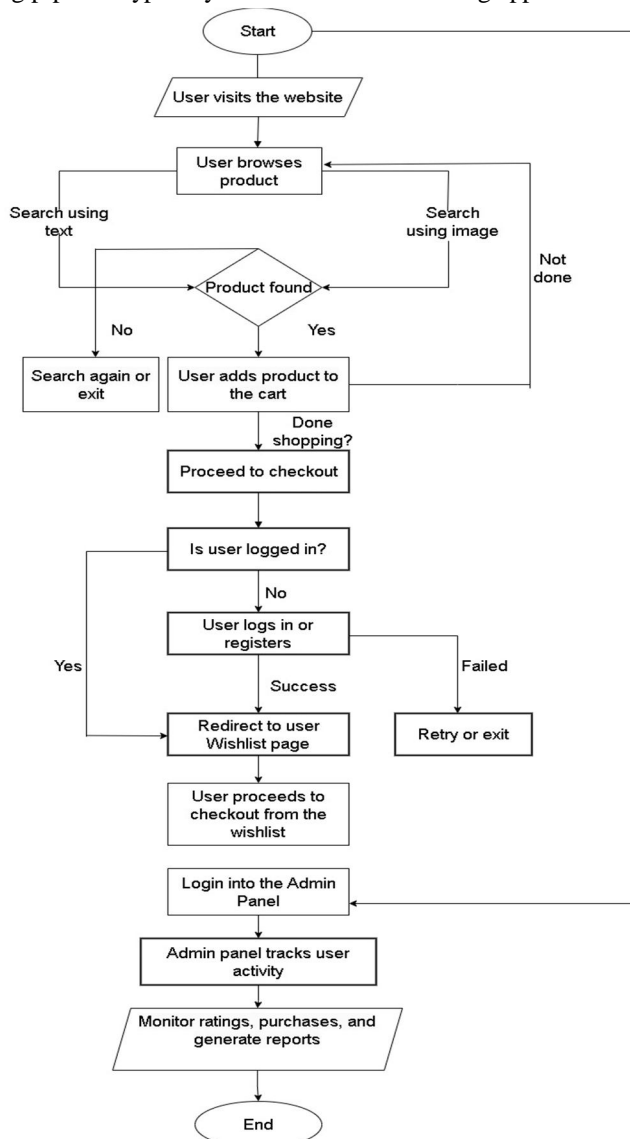 Start
User visits the website
User browses
product
Search using
text
Search
using image
Not
done
Product found
No
Yes
Search again or
exit
User adds product to
the cart
Done
shopping?
Proceed to checkout
Is user logged in?
No
User logs in or
registers
Yes
Failed
Success
Redirect to user
Wishlist page
Retry or exit
User proceeds to
checkout from the
wishlist
Login into the Admin
Panel
Admin panel tracks user
activity
Monitor ratings, purchases, and
generate reports
End